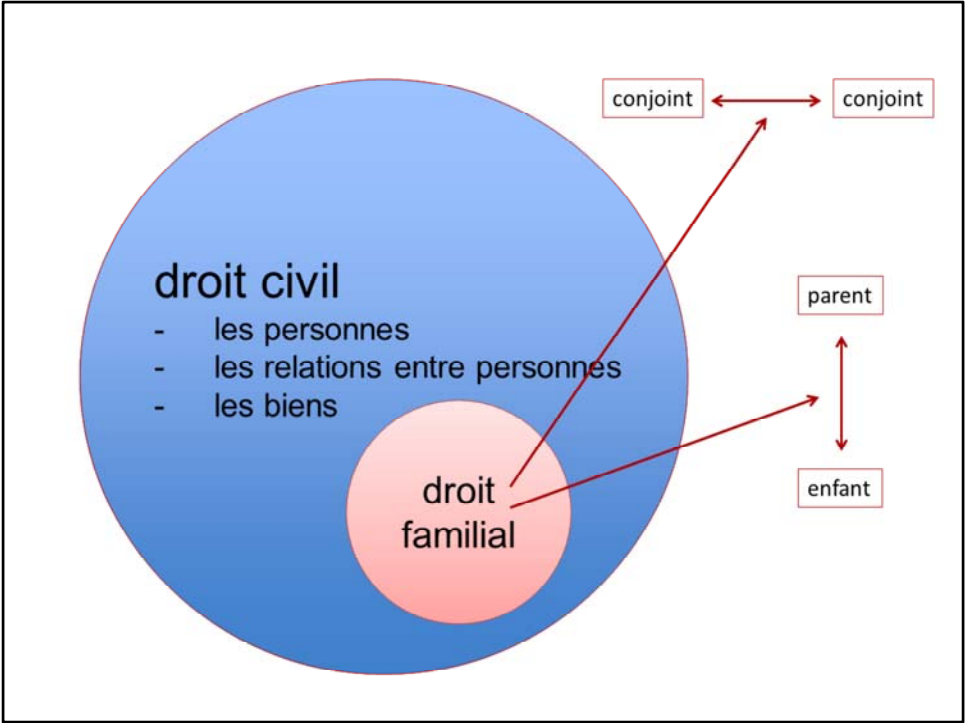 conjoint
conjoint
droit civil
- les personnes
- les relations entre personnes
- les biens
parent
enfant
droit
familial